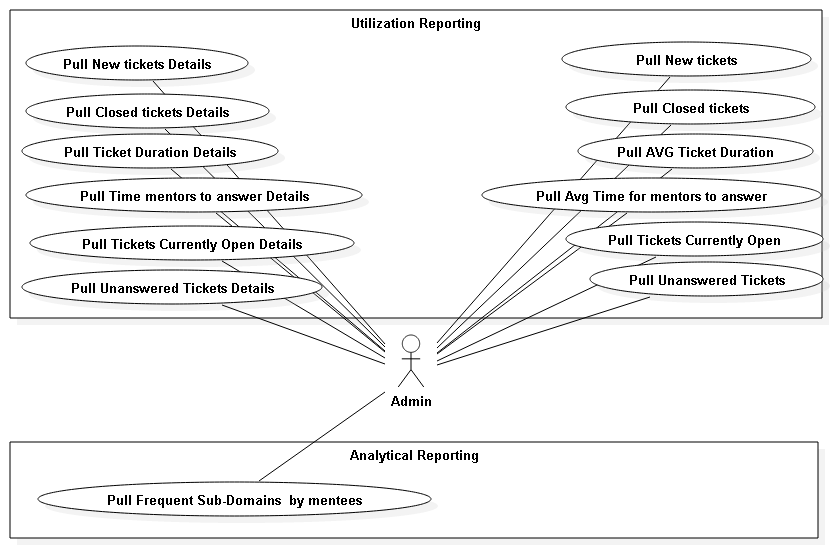 Utilization Reporting
Pull New tickets Details
Pull Closed tickets Details
Pull Ticket Duration Details
Pull Time mentors to answer Details
Pull Tickets Currently Open Details
Pull Unanswered Tickets Details
Pull New tickets
Pull Closed tickets
Pull AVG Ticket Duration
Pull Avg Time for mentors to answer
Pull Tickets Currently Open
Pull Unanswered Tickets
Admin
Analytical Reporting
Pull Frequent Sub-Domains  by mentees